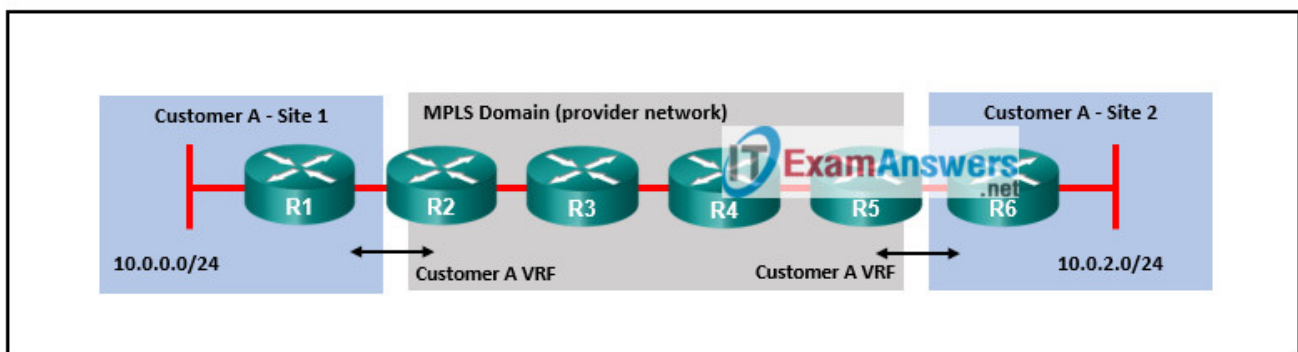 Customer A - Site 1
MPLS Domain (provider network)
Customer A - Site 2
ITExamAnswers
.net
R1
R2
R3
R4
R5
R6
10.0.0.0/24
Customer A VRF
Customer A VRF
10.0.2.0/24